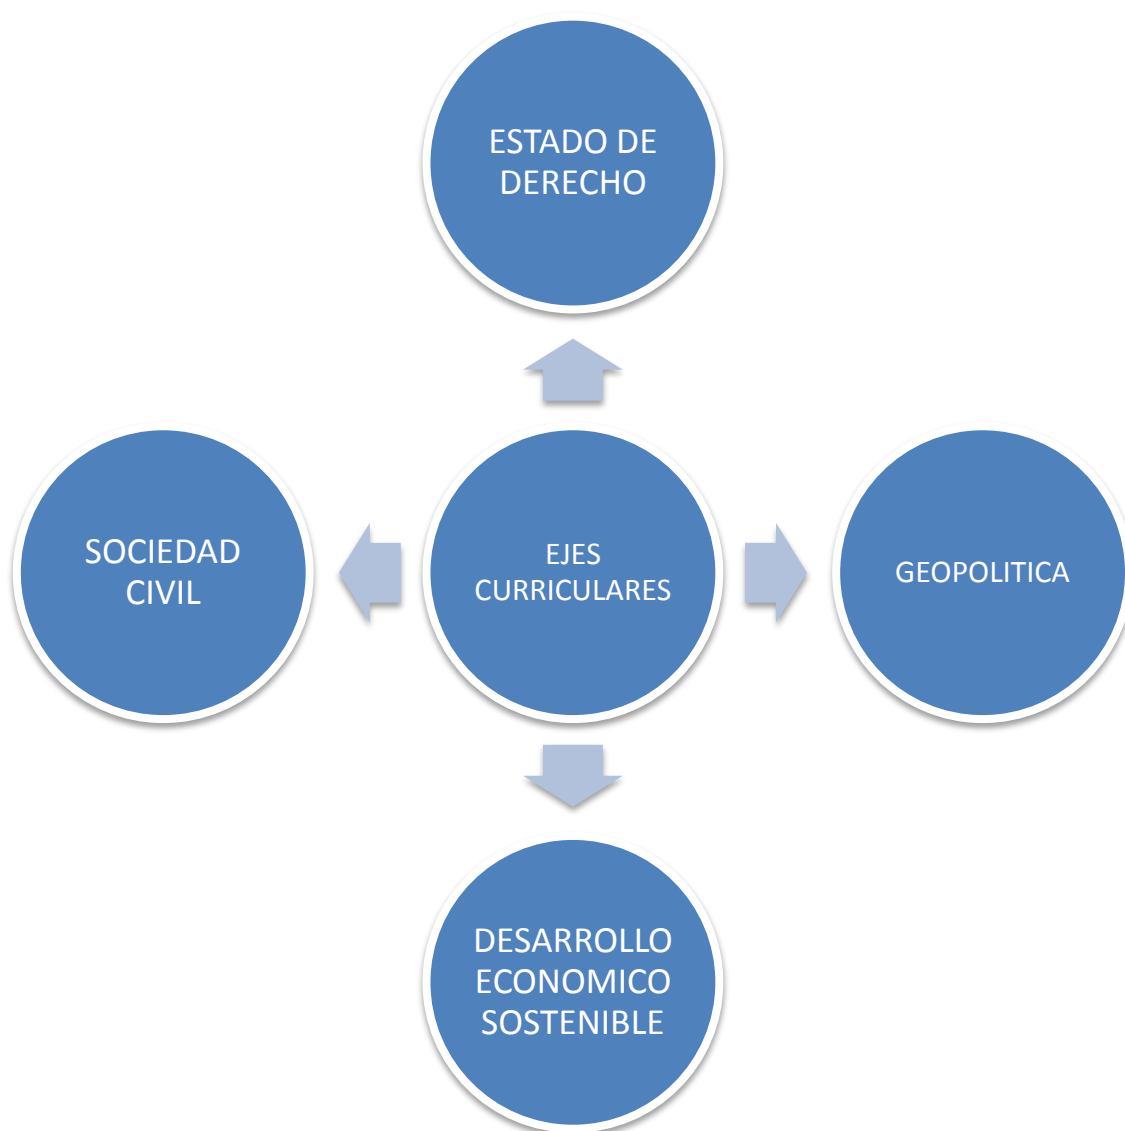 ESTADO DE
DERECHO
SOCIEDAD
CIVIL
EJES
CURRICULARES
GEOPOLITICA
DESARROLLO
ECONOMICO
SOSTENIBLE